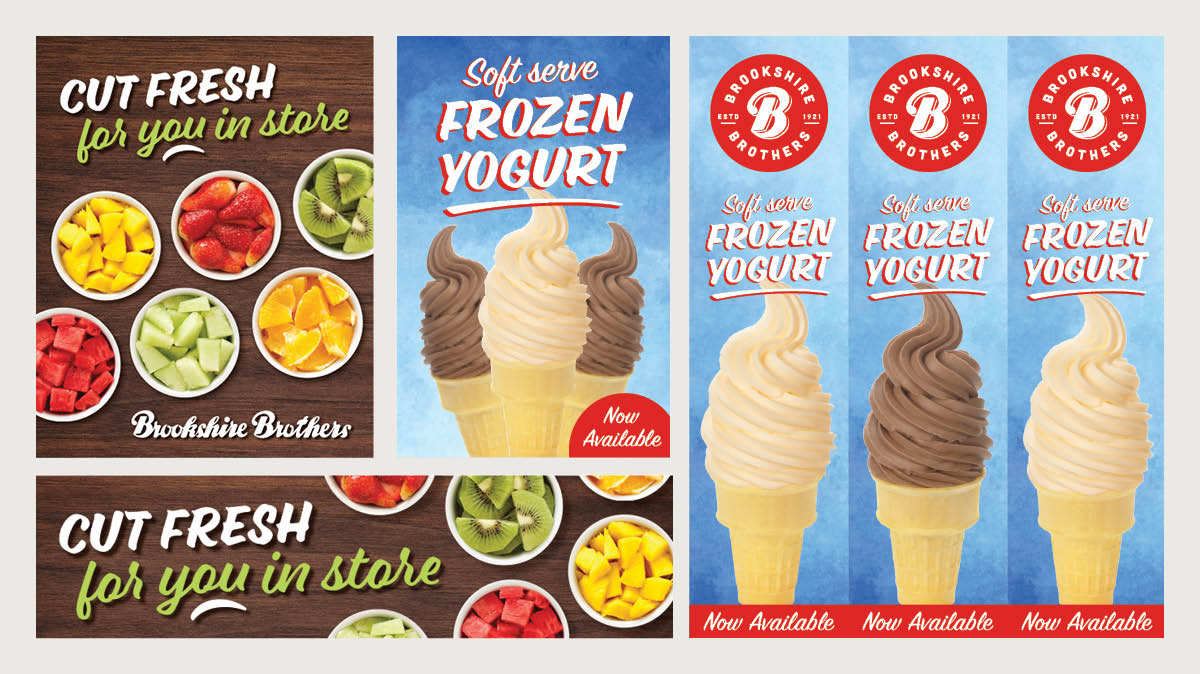 CUT FRESH
for you in store
Brookshire Brothers
Soft serve
FROZEN
YOGURT
Now
Available
BROOKSHIRE
ESTD B 1921
BROTHERS
Soft serve
FROZEN
YOGURT
Now Available
BROOKSHIRE
ESTD B 1921
BROTHERS
Soft serve
FROZEN
YOGURT
Now Available
BROOKSHIRE
ESTD B 1921
BROTHERS
Soft serve
FROZEN
YOGURT
Now Available
CUT FRESH
for you in store